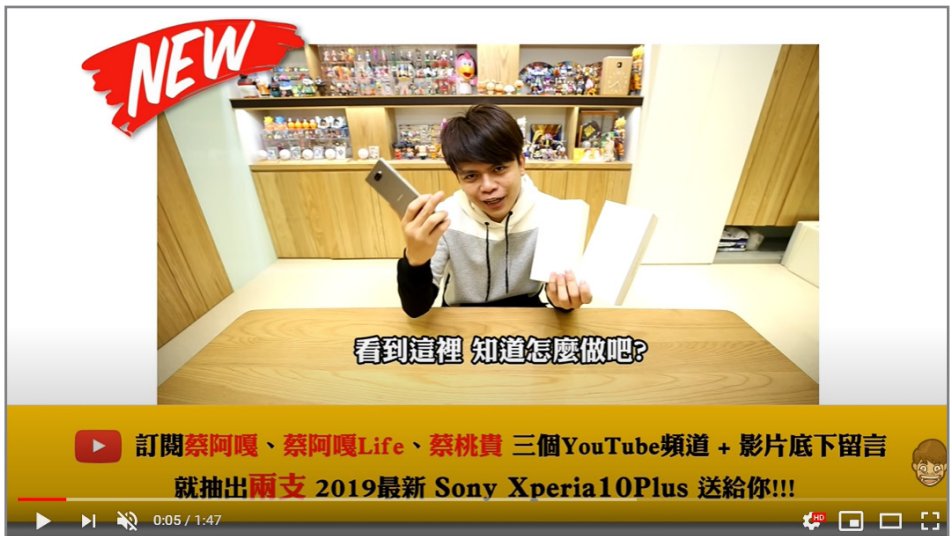 NEW
看到這裡 知道怎麼做吧?
訂閱蔡阿嘎、蔡阿嘎Life、蔡桃貴 三個YouTube頻道 + 影片底下留言
就抽出兩支 2019最新 Sony Xperia10Plus 送給你!!!
0:05 / 1:47
HD